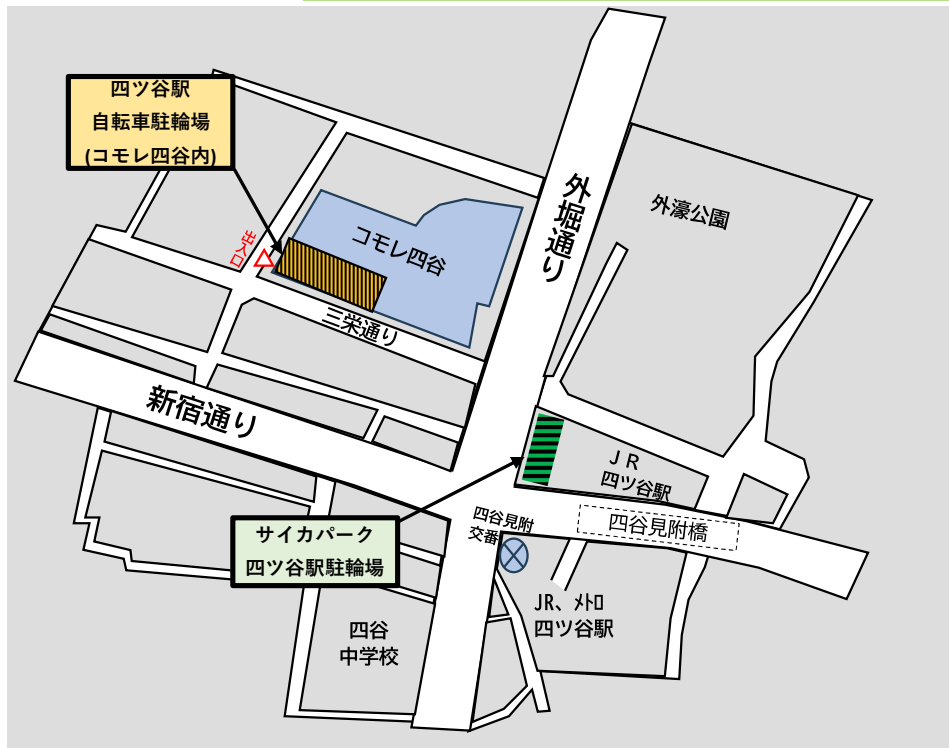 四ツ谷駅
自転車駐輪場
(コモレ四谷内)
外堀通り
外濠公園
出入口
コモレ四谷
三栄通り
新宿通り
JR
四ツ谷駅
四谷見附
交番
四谷見附橋
サイカパーク
四ツ谷駅駐輪場
JR、ﾒﾄﾛ
四ツ谷駅
四谷
中学校